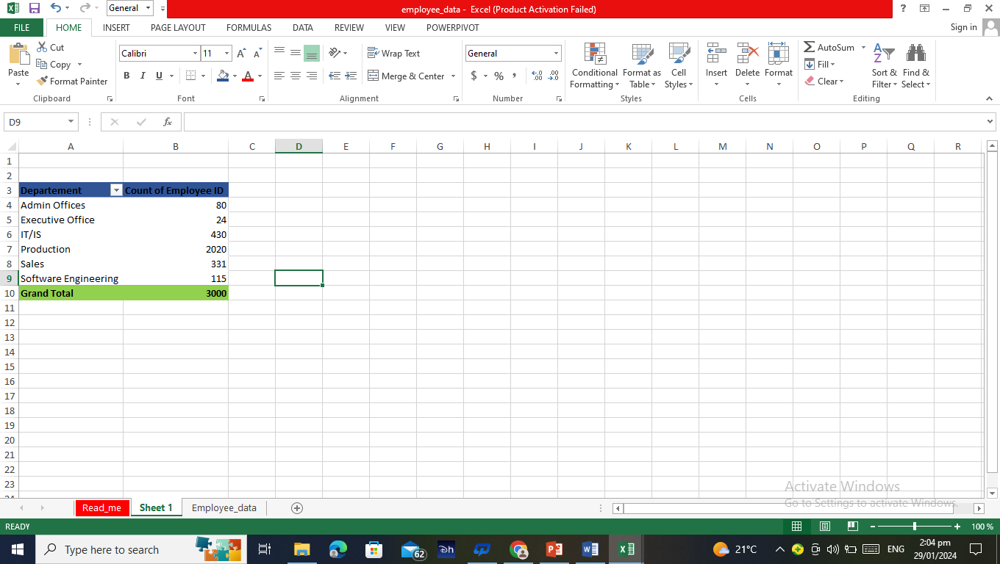 General
employee_data - Excel (Product Activation Failed)
?
FILE HOME INSERT PAGE LAYOUT FORMULAS DATA REVIEW VIEW POWERPIVOT Sign in
Paste
Cut
Copy
Format Painter
Clipboard
Calibri 11
B I U
Font
Wrap Text
Merge & Center
Alignment
General
$ % ,
Number
Conditional Formatting
Format as Table
Cell Styles
Styles
Insert Delete Format
Cells
AutoSum
Fill
Clear
Sort & Filter
Find & Select
Editing
D9
fx
A B C D E F G H I J K L M N O P Q R
1
2
3 Departement Count of Employee ID
4 Admin Offices 80
5 Executive Office 24
6 IT/IS 430
7 Production 2020
8 Sales 331
9 Software Engineering 115
10 Grand Total 3000
11
12
13
14
15
16
17
18
19
20
21
22
23
Activate Windows
Go to Settings to activate Windows.
Read_me Sheet 1 Employee_data
READY 100 %
Type here to search
62
21°C
ENG
2:04 pm
29/01/2024